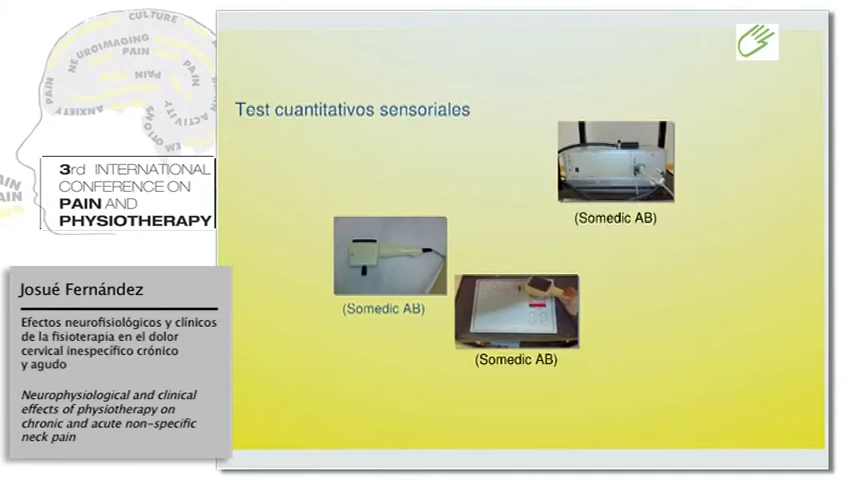 CULTURE
NEUROIMAGING
PAIN
PAIN
PAIN
PAIN
ANXIETY
PAIN
ACTIVITY
EMOTIONS
3rd INTERNATIONAL
CONFERENCE ON
PAIN AND
PHYSIOTHERAPY
Josué Fernández
Efectos neurofisiológicos y clínicos
de la fisioterapia en el dolor
cervical inespecífico crónico
y agudo
Neurophysiological and clinical
effects of physiotherapy on
chronic and acute non-specific
neck pain
Test cuantitativos sensoriales
(Somedic AB)
(Somedic AB)
(Somedic AB)